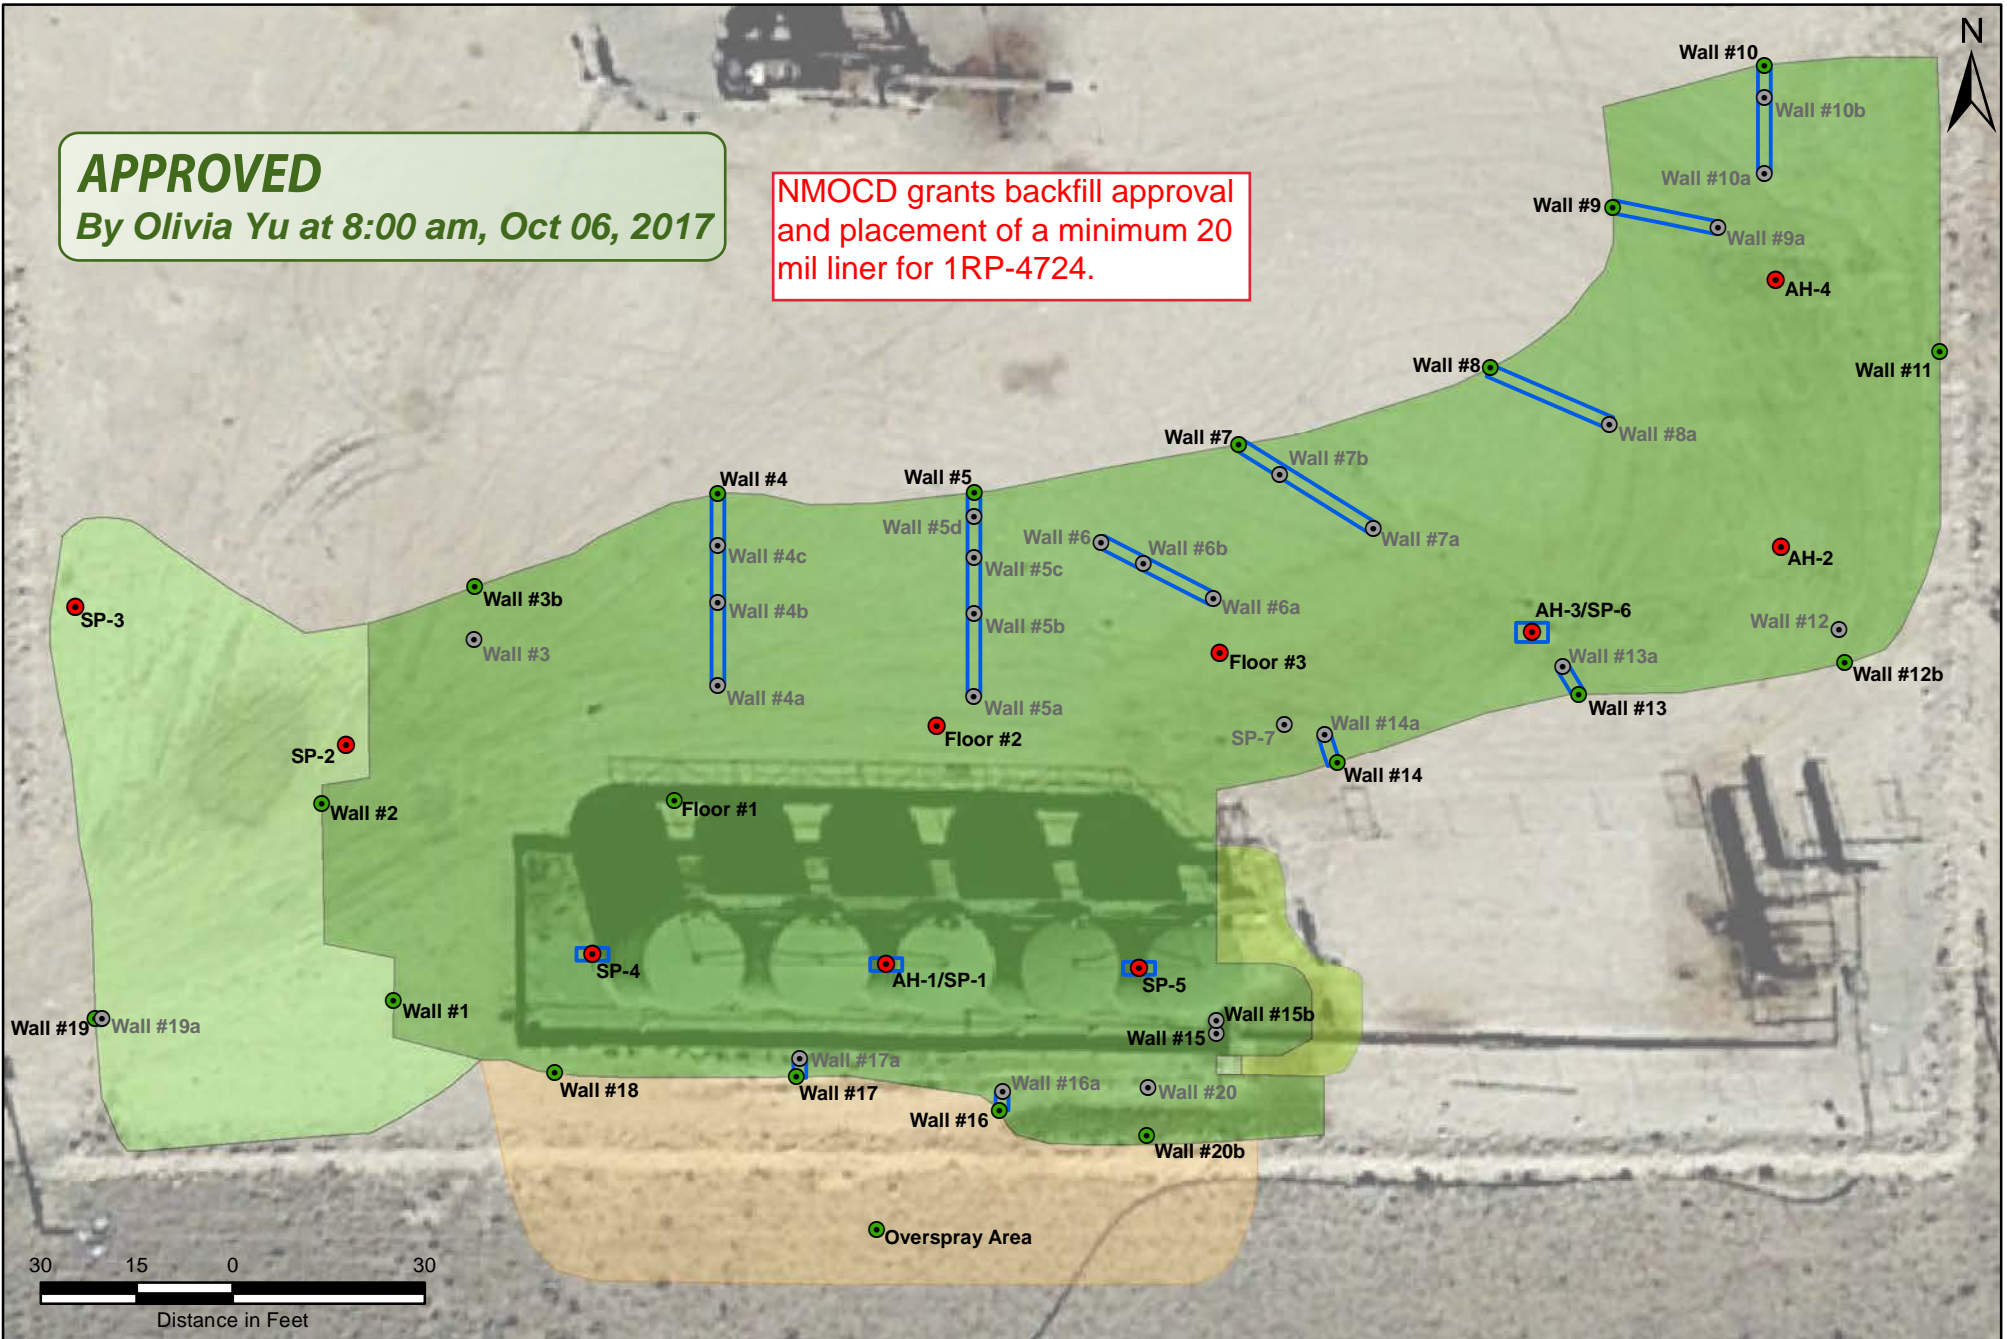 N
APPROVED
By Olivia Yu at 8:00 am, Oct 06, 2017
NMOCD grants backfill approval
and placement of a minimum 20
mil liner for 1RP-4724.
Wall #10
Wall #10b
Wall #10a
Wall #9
Wall #9a
AH-4
Wall #11
Wall #8
Wall #8a
Wall #7
Wall #7b
Wall #7a
Wall #4
Wall #5
Wall #5d
Wall #4c
Wall #5c
Wall #6
Wall #6b
Wall #6a
AH-2
Wall #3b
Wall #4b
Wall #5b
SP-3
AH-3/SP-6
Wall #12
Wall #3
Floor #3
Wall #13a
Wall #12b
Wall #4a
Wall #5a
Wall #13
SP-2
Floor #2
SP-7
Wall #14a
Wall #14
Wall #2
Floor #1
SP-4
AH-1/SP-1
SP-5
Wall #1
Wall #15b
Wall #15
Wall #19
Wall #19a
Wall #17a
Wall #18
Wall #17
Wall #16a
Wall #20
Wall #16
Wall #20b
Overspray Area
30 15 0 30
Distance in Feet